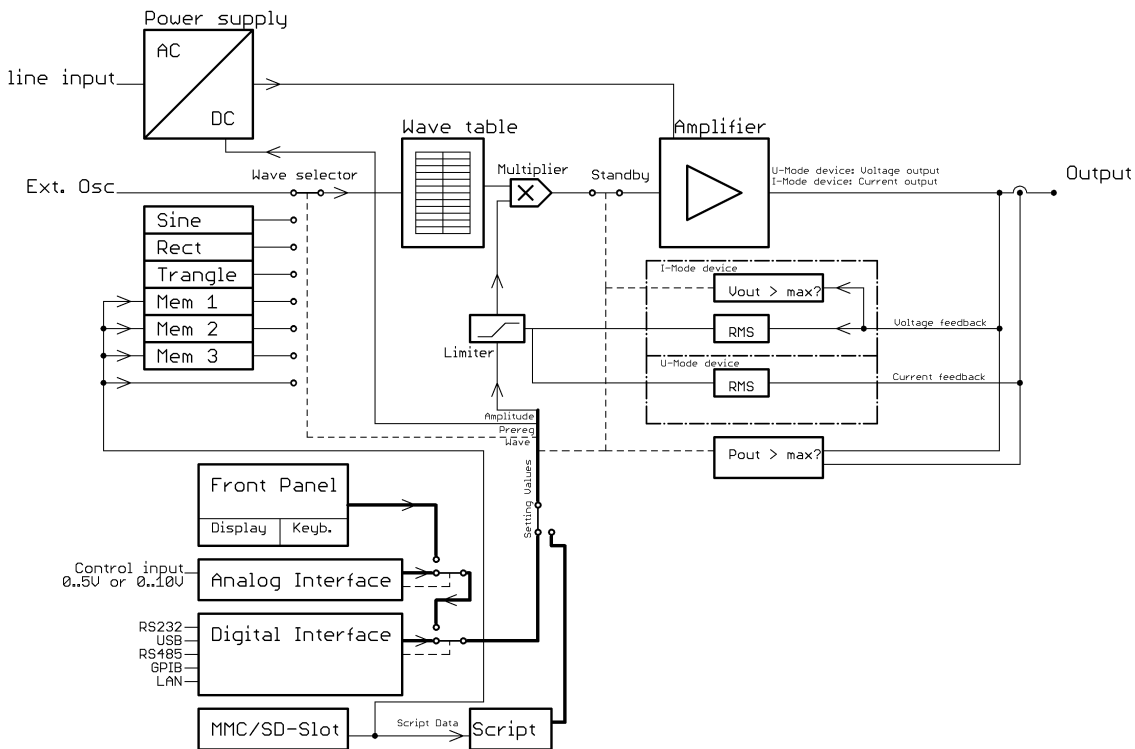 Power supply
AC
DC
line input
Wave table
Amplifier
Multiplier
Standby
U-Mode device: Voltage output
I-Mode device: Current output
Output
Ext. Osc
Wave selector
Sine
Rect
Trangle
Mem 1
Mem 2
Mem 3
I-Mode device
Vout > max?
RMS
Voltage feedback
Limiter
U-Mode device
RMS
Current feedback
Amplitude
Prereg
Wave
Pout > max?
Setting Values
Front Panel
Display
Keyb.
Control input
0..5V or 0..10V
Analog Interface
RS232
USB
RS485
GPIB
LAN
Digital Interface
MMC/SD-Slot
Script Data
Script